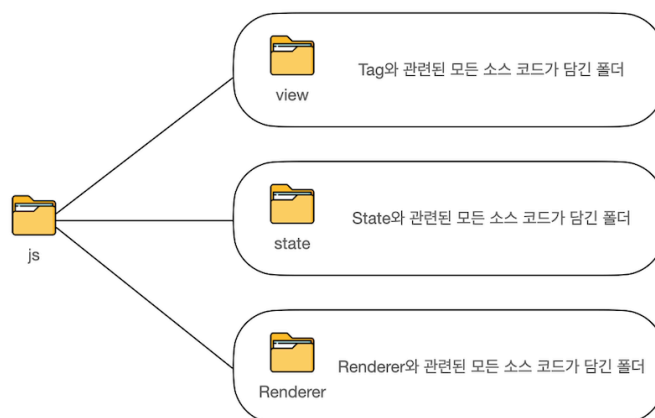 Tag와 관련된 모든 소스 코드가 담긴 폴더
view
js
State와 관련된 모든 소스 코드가 담긴 폴더
state
Renderer와 관련된 모든 소스 코드가 담긴 폴더
Renderer